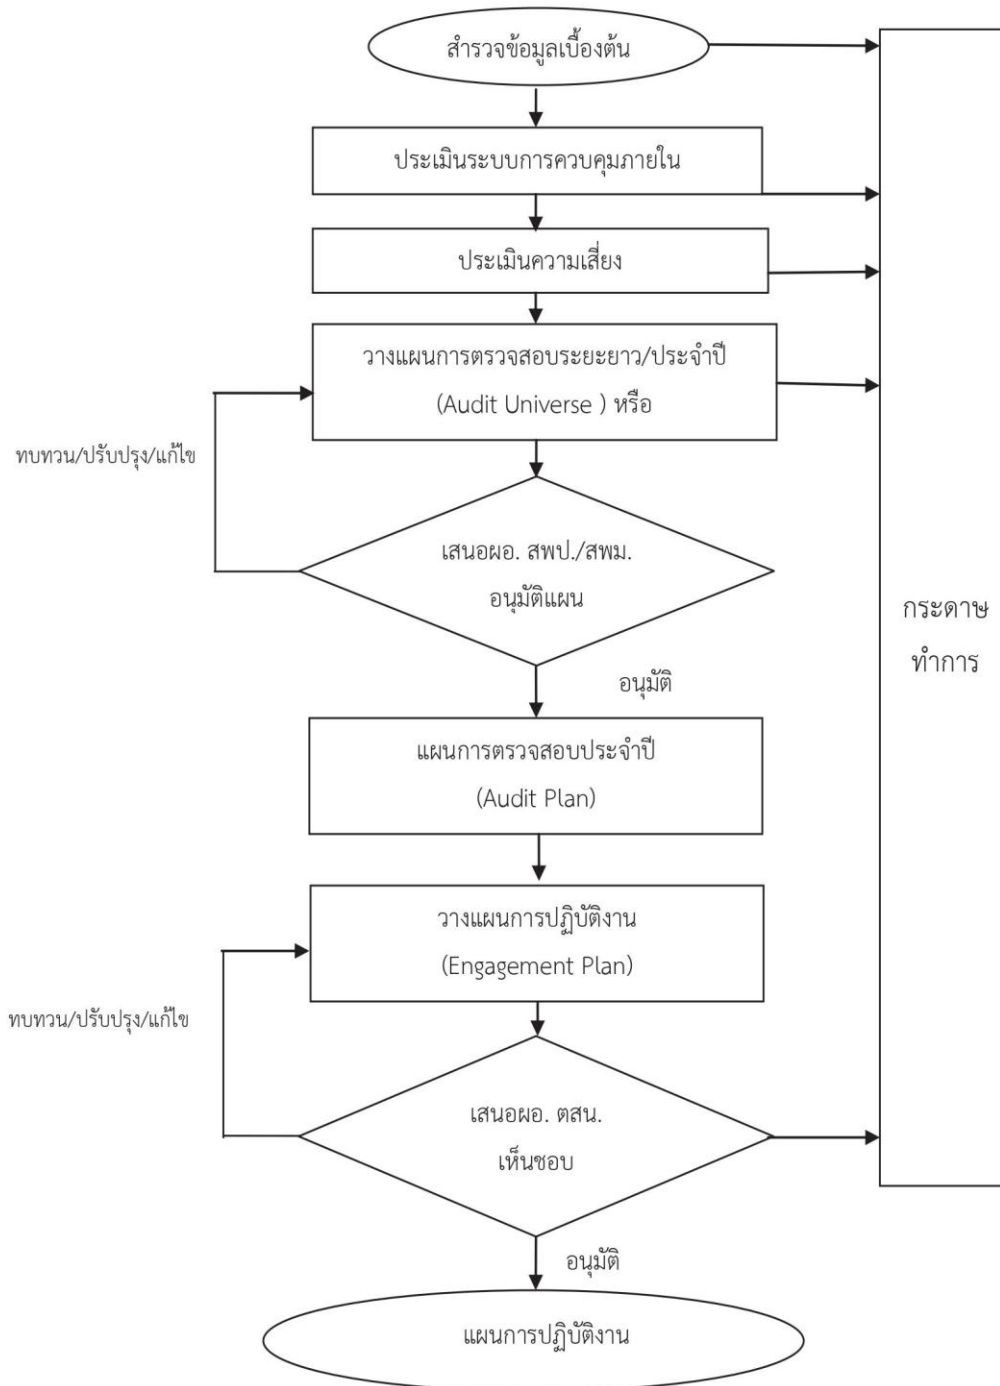 สำรวจข้อมูลเบื้องต้น
ประเมินระบบการควบคุมภายใน
ประเมินความเสี่ยง
วางแผนการตรวจสอบระยะยาว/ประจำปี
(Audit Universe ) หรือ
ทบทวน/ปรับปรุง/แก้ไข
เสนอผอ. สพป./สพม.
อนุมัติแผน
กระดาษ
ทำการ
อนุมัติ
แผนการตรวจสอบประจำปี
(Audit Plan)
วางแผนการปฏิบัติงาน
(Engagement Plan)
ทบทวน/ปรับปรุง/แก้ไข
เสนอผอ. ตสน.
เห็นชอบ
อนุมัติ
แผนการปฏิบัติงาน